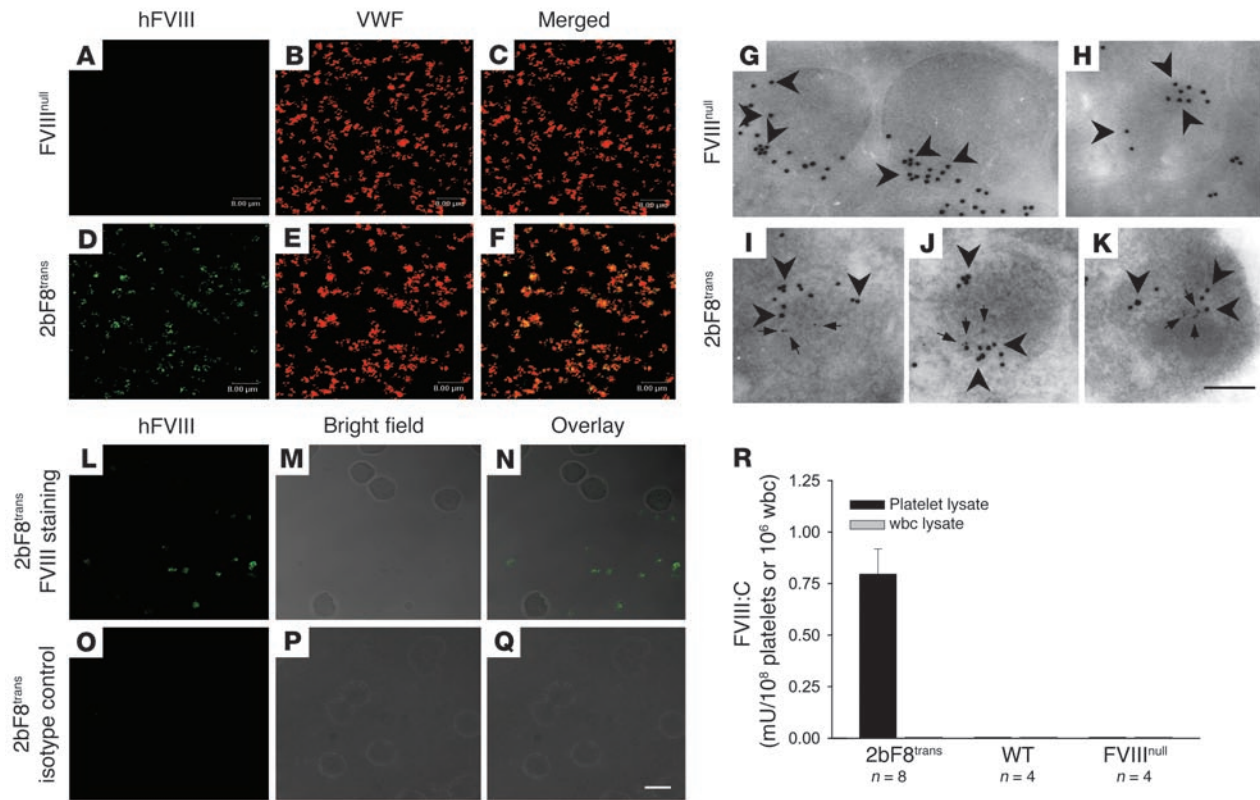 hFVIII VWF Merged
FVIIInull
A B C
8.00 µm 8.00 µm 8.00 µm
2bF8trans
D E F
8.00 µm 8.00 µm 8.00 µm
FVIIInull
G H
2bF8trans
I J K
hFVIII Bright field Overlay
2bF8trans
FVIII staining
L M N
2bF8trans
isotype control
O P Q
R
FVIII:C
(mU/10⁸ platelets or 10⁶ wbc)
1.25
1.00
0.75
0.50
0.25
0.00
Platelet lysate
wbc lysate
2bF8trans WT FVIIInull
n = 8 n = 4 n = 4